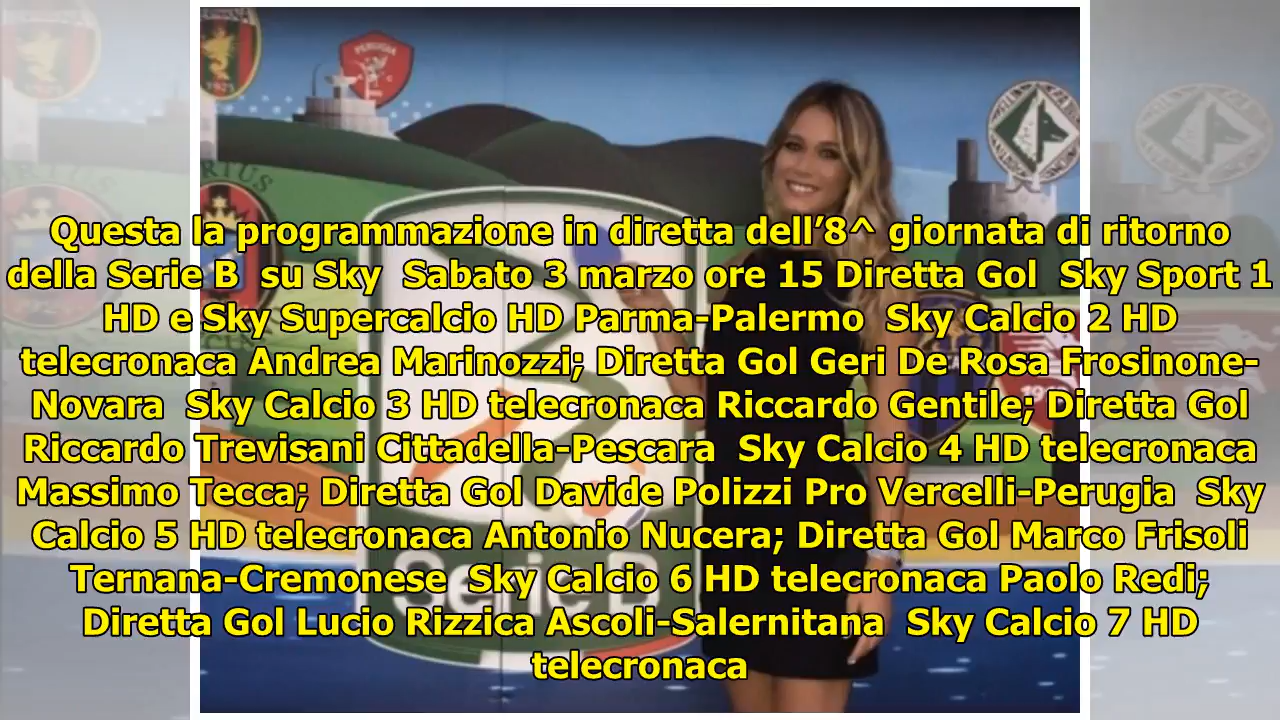 PERUGIA
1925
RTUS
Questa la programmazione in diretta dell’8^ giornata di ritorno
della Serie B  su Sky  Sabato 3 marzo ore 15 Diretta Gol  Sky Sport 1
HD e Sky Supercalcio HD Parma-Palermo  Sky Calcio 2 HD
telecronaca Andrea Marinozzi; Diretta Gol Geri De Rosa Frosinone-
Novara  Sky Calcio 3 HD telecronaca Riccardo Gentile; Diretta Gol
Riccardo Trevisani Cittadella-Pescara  Sky Calcio 4 HD telecronaca
Massimo Tecca; Diretta Gol Davide Polizzi Pro Vercelli-Perugia  Sky
Calcio 5 HD telecronaca Antonio Nucera; Diretta Gol Marco Frisoli
Ternana-Cremonese  Sky Calcio 6 HD telecronaca Paolo Redi;
Diretta Gol Lucio Rizzica Ascoli-Salernitana  Sky Calcio 7 HD
telecronaca
Serie B